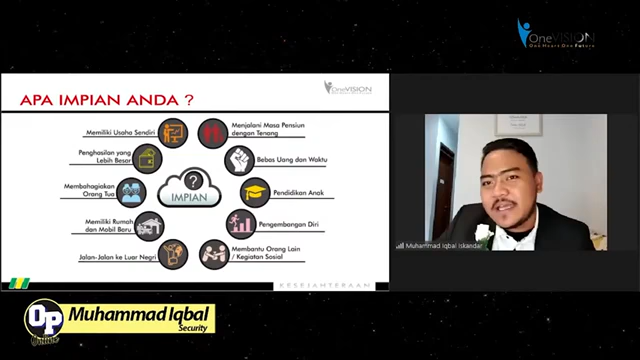 OneVISION
One Heart One Future
OneVISION
APA IMPIAN ANDA ?
Memiliki Usaha Sendiri
Menjalani Masa Pensiun
dengan Tenang
Penghasilan yang
Lebih Besar
Bebas Uang dan Waktu
Membahagiakan
Orang Tua
?
IMPIAN
Pendidikan Anak
Memiliki Rumah
dan Mobil Baru
Pengembangan Diri
Jalan-Jalan ke Luar Negri
Membantu Orang Lain
/ Kegiatan Sosial
KESEJAHTERAAN
Muhammad Iqbal Iskandar
Op
Online
Muhammad Iqbal
Security